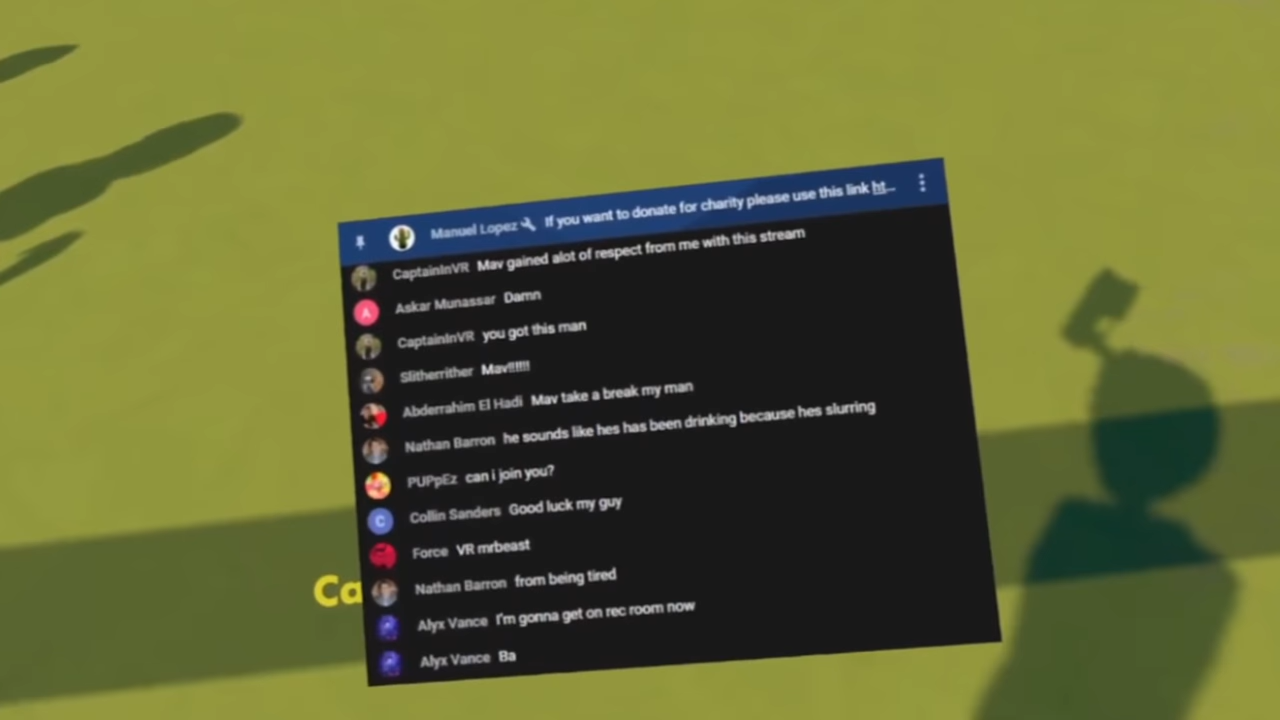 Manuel Lopez If you want to donate for charity please use this link ht...
CaptainInVR Mav gained alot of respect from me with this stream
Askar Munassar Damn
A
CaptainInVR you got this man
Slitherrither Mav!!!!!!
Abderrahim El Hadi Mav take a break my man
Nathan Barron he sounds like hes has been drinking because hes slurring
PUPpEz can i join you?
C
Collin Sanders Good luck my guy
Force VR mrbeast
Ca
Nathan Barron from being tired
Alyx Vance I'm gonna get on rec room now
Alyx Vance Ba